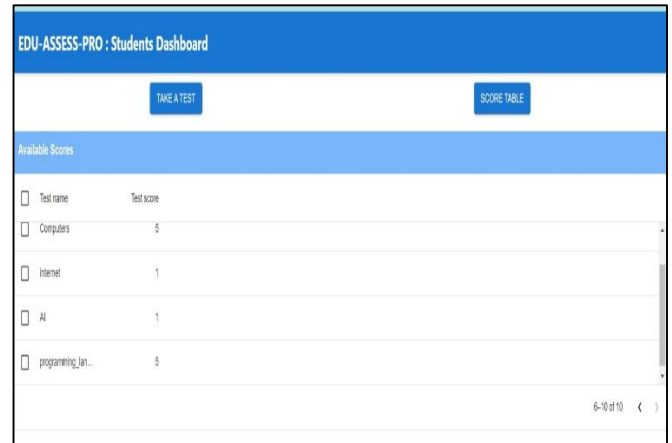 EDU-ASSESS-PRO : Students Dashboard
TAKE A TEST SCORE TABLE
Available Scores
Test name Test score
Computers 5
internet 1
AI 1
programming_lan... 5
6–10 of 10